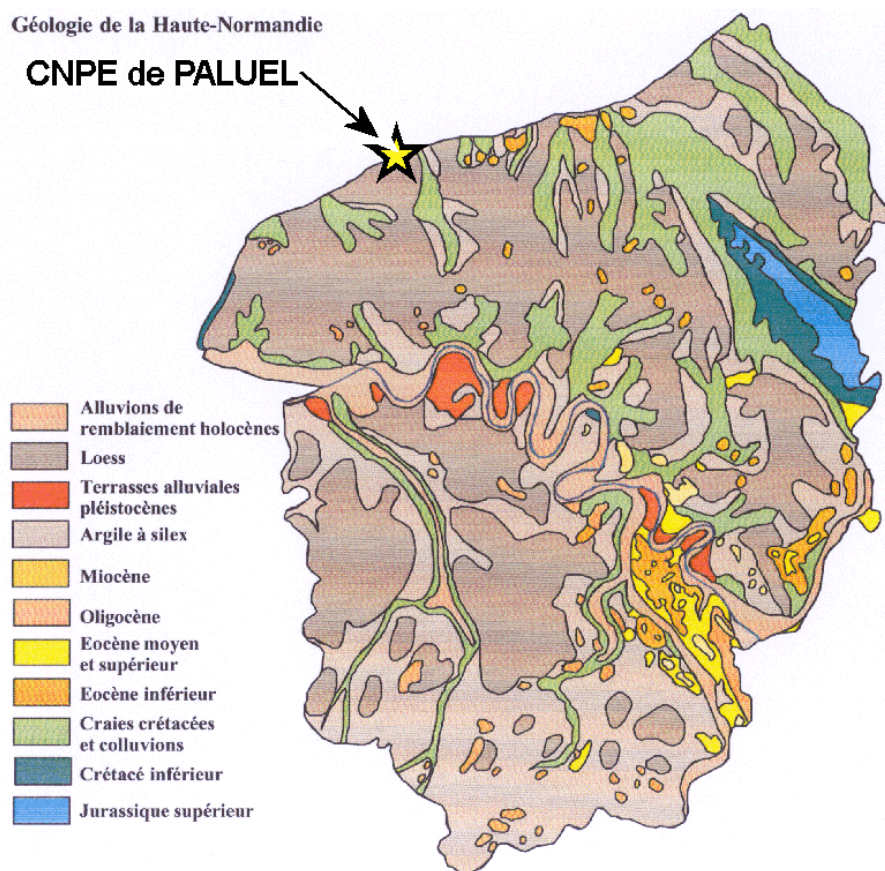 Géologie de la Haute-Normandie
CNPE de PALUEL
Alluvions de
remblaiement holocènes
Loess
Terrasses alluviales
pléistocènes
Argile à silex
Miocène
Oligocène
Eocène moyen
et supérieur
Eocène inférieur
Craies crétacées
et colluvions
Crétacé inférieur
Jurassique supérieur